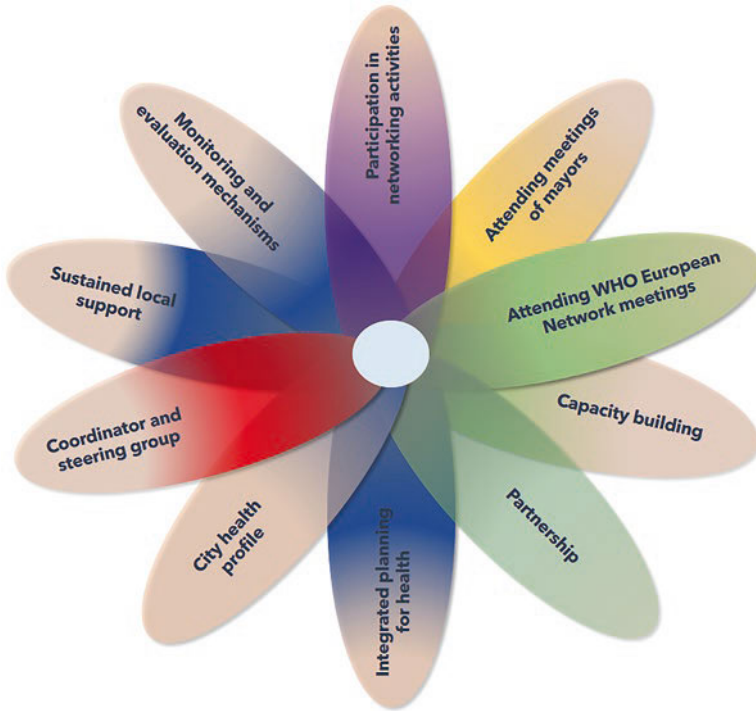 Participation in
networking activities
Attending meetings
of mayors
Attending WHO European
Network meetings
Capacity building
Partnership
Integrated planning
for health
City health
profile
Coordinator and
steering group
Sustained local
support
Monitoring and
evaluation mechanisms